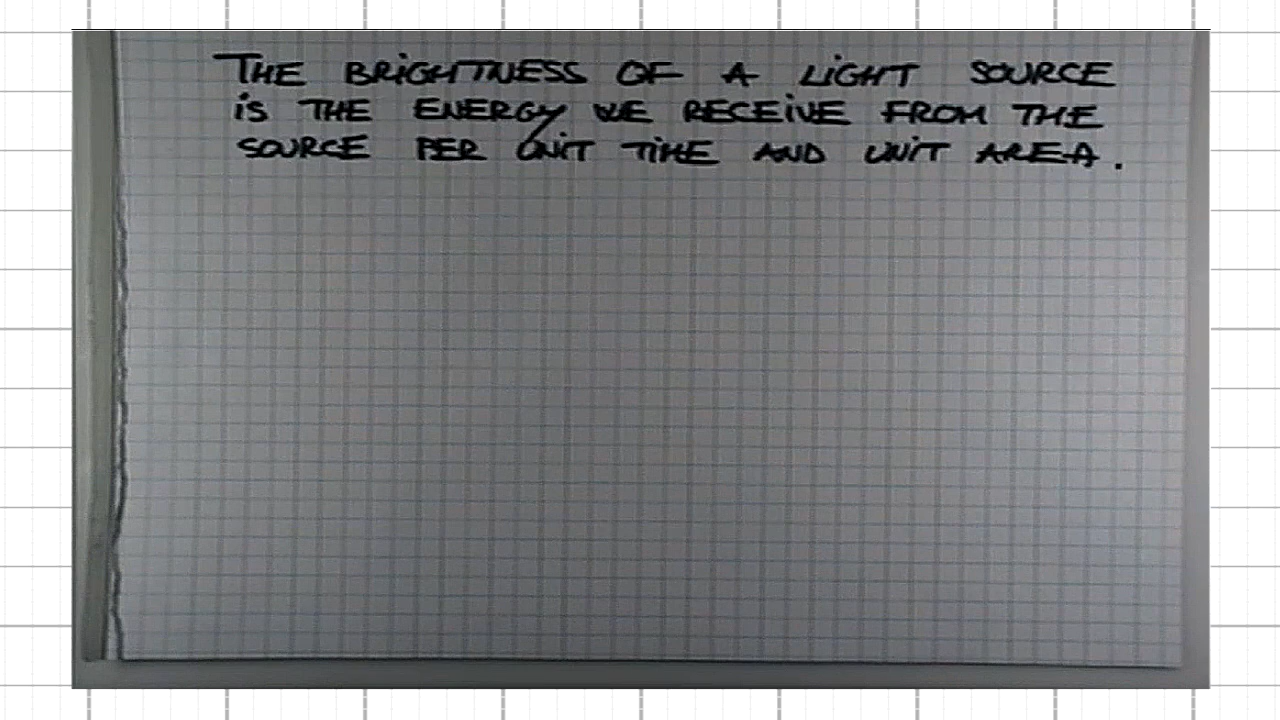 THE BRiGHTNESS OF A LiGHT SOURCE
iS THE ENERGY WE RECEiVE FROM THE
SOURCE PER UNiT TiME AND UNiT AREA.